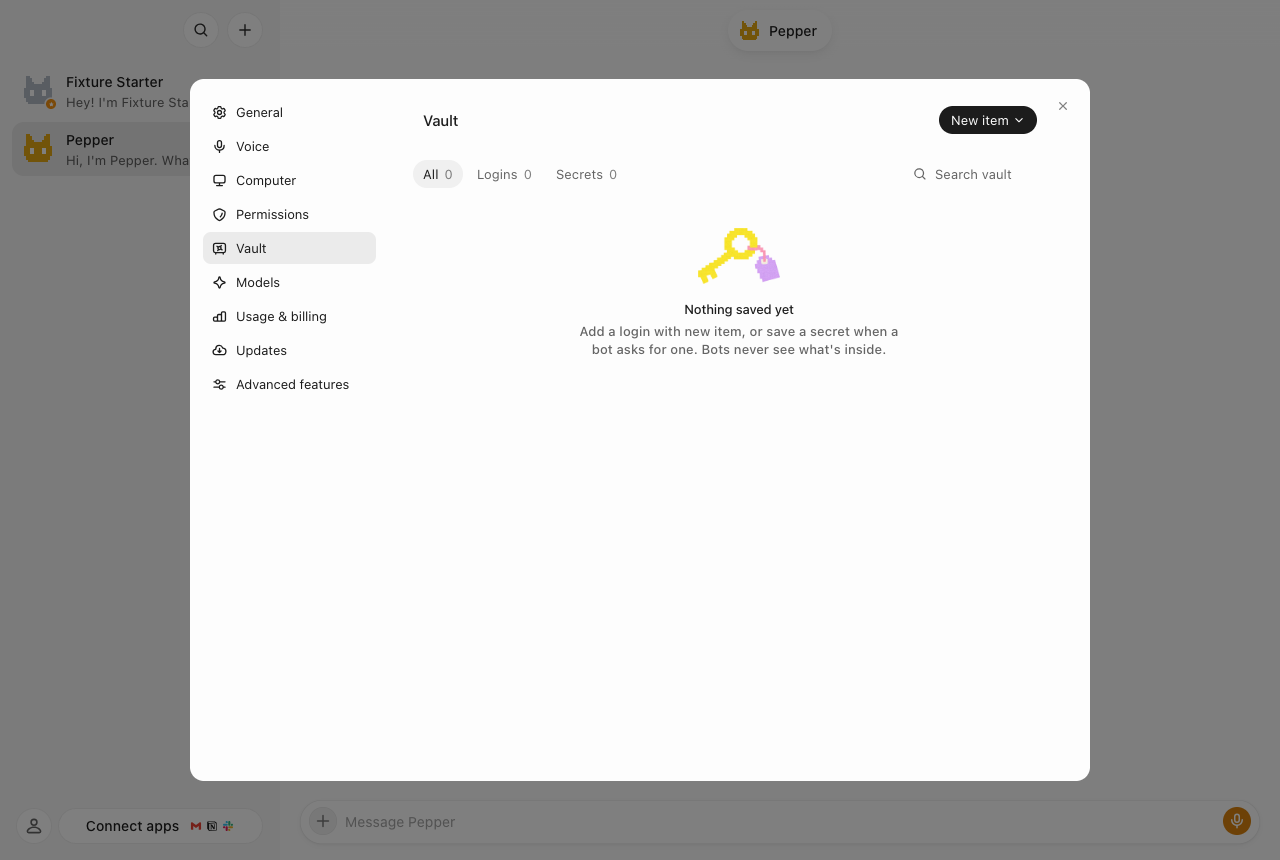 Pepper
Fixture Starter
Hey! I'm Fixture Sta
Pepper
Hi, I'm Pepper. Wha
General
Voice
Computer
Permissions
Vault
Models
Usage & billing
Updates
Advanced features
Vault
New item
All 0
Logins 0
Secrets 0
Search vault
Nothing saved yet
Add a login with new item, or save a secret when a
bot asks for one. Bots never see what's inside.
Connect apps
Message Pepper